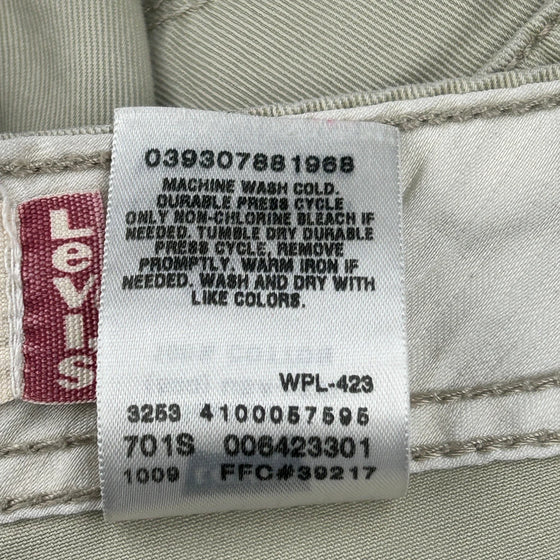 039307881968
MACHINE WASH COLD.
DURABLE PRESS CYCLE
ONLY NON-CHLORINE BLEACH IF
NEEDED. TUMBLE DRY DURABLE
PRESS CYCLE, REMOVE
PROMPTLY. WARM IRON IF
NEEDED. WASH AND DRY WITH
LIKE COLORS.
WPL-423
3253 4100057595
701S 006423301
1009 FFC#39217
LeVI'S